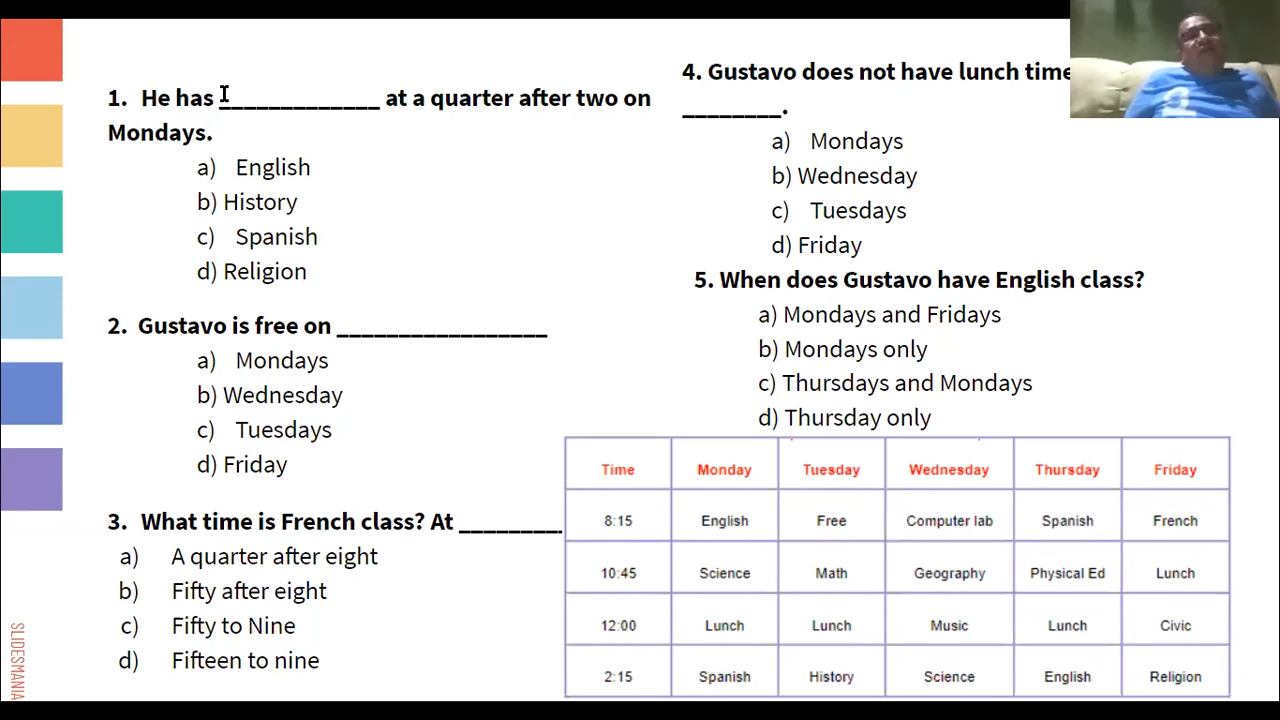 1. He has _____________ at a quarter after two on
Mondays.
a) English
b) History
c) Spanish
d) Religion
2. Gustavo is free on _________________
a) Mondays
b) Wednesday
c) Tuesdays
d) Friday
3. What time is French class? At _________
a) A quarter after eight
b) Fifty after eight
c) Fifty to Nine
d) Fifteen to nine
4. Gustavo does not have lunch time
________.
a) Mondays
b) Wednesday
c) Tuesdays
d) Friday
5. When does Gustavo have English class?
a) Mondays and Fridays
b) Mondays only
c) Thursdays and Mondays
d) Thursday only
Time Monday Tuesday Wednesday Thursday Friday
8:15 English Free Computer lab Spanish French
10:45 Science Math Geography Physical Ed Lunch
12:00 Lunch Lunch Music Lunch Civic
2:15 Spanish History Science English Religion
SLIDESMANIA